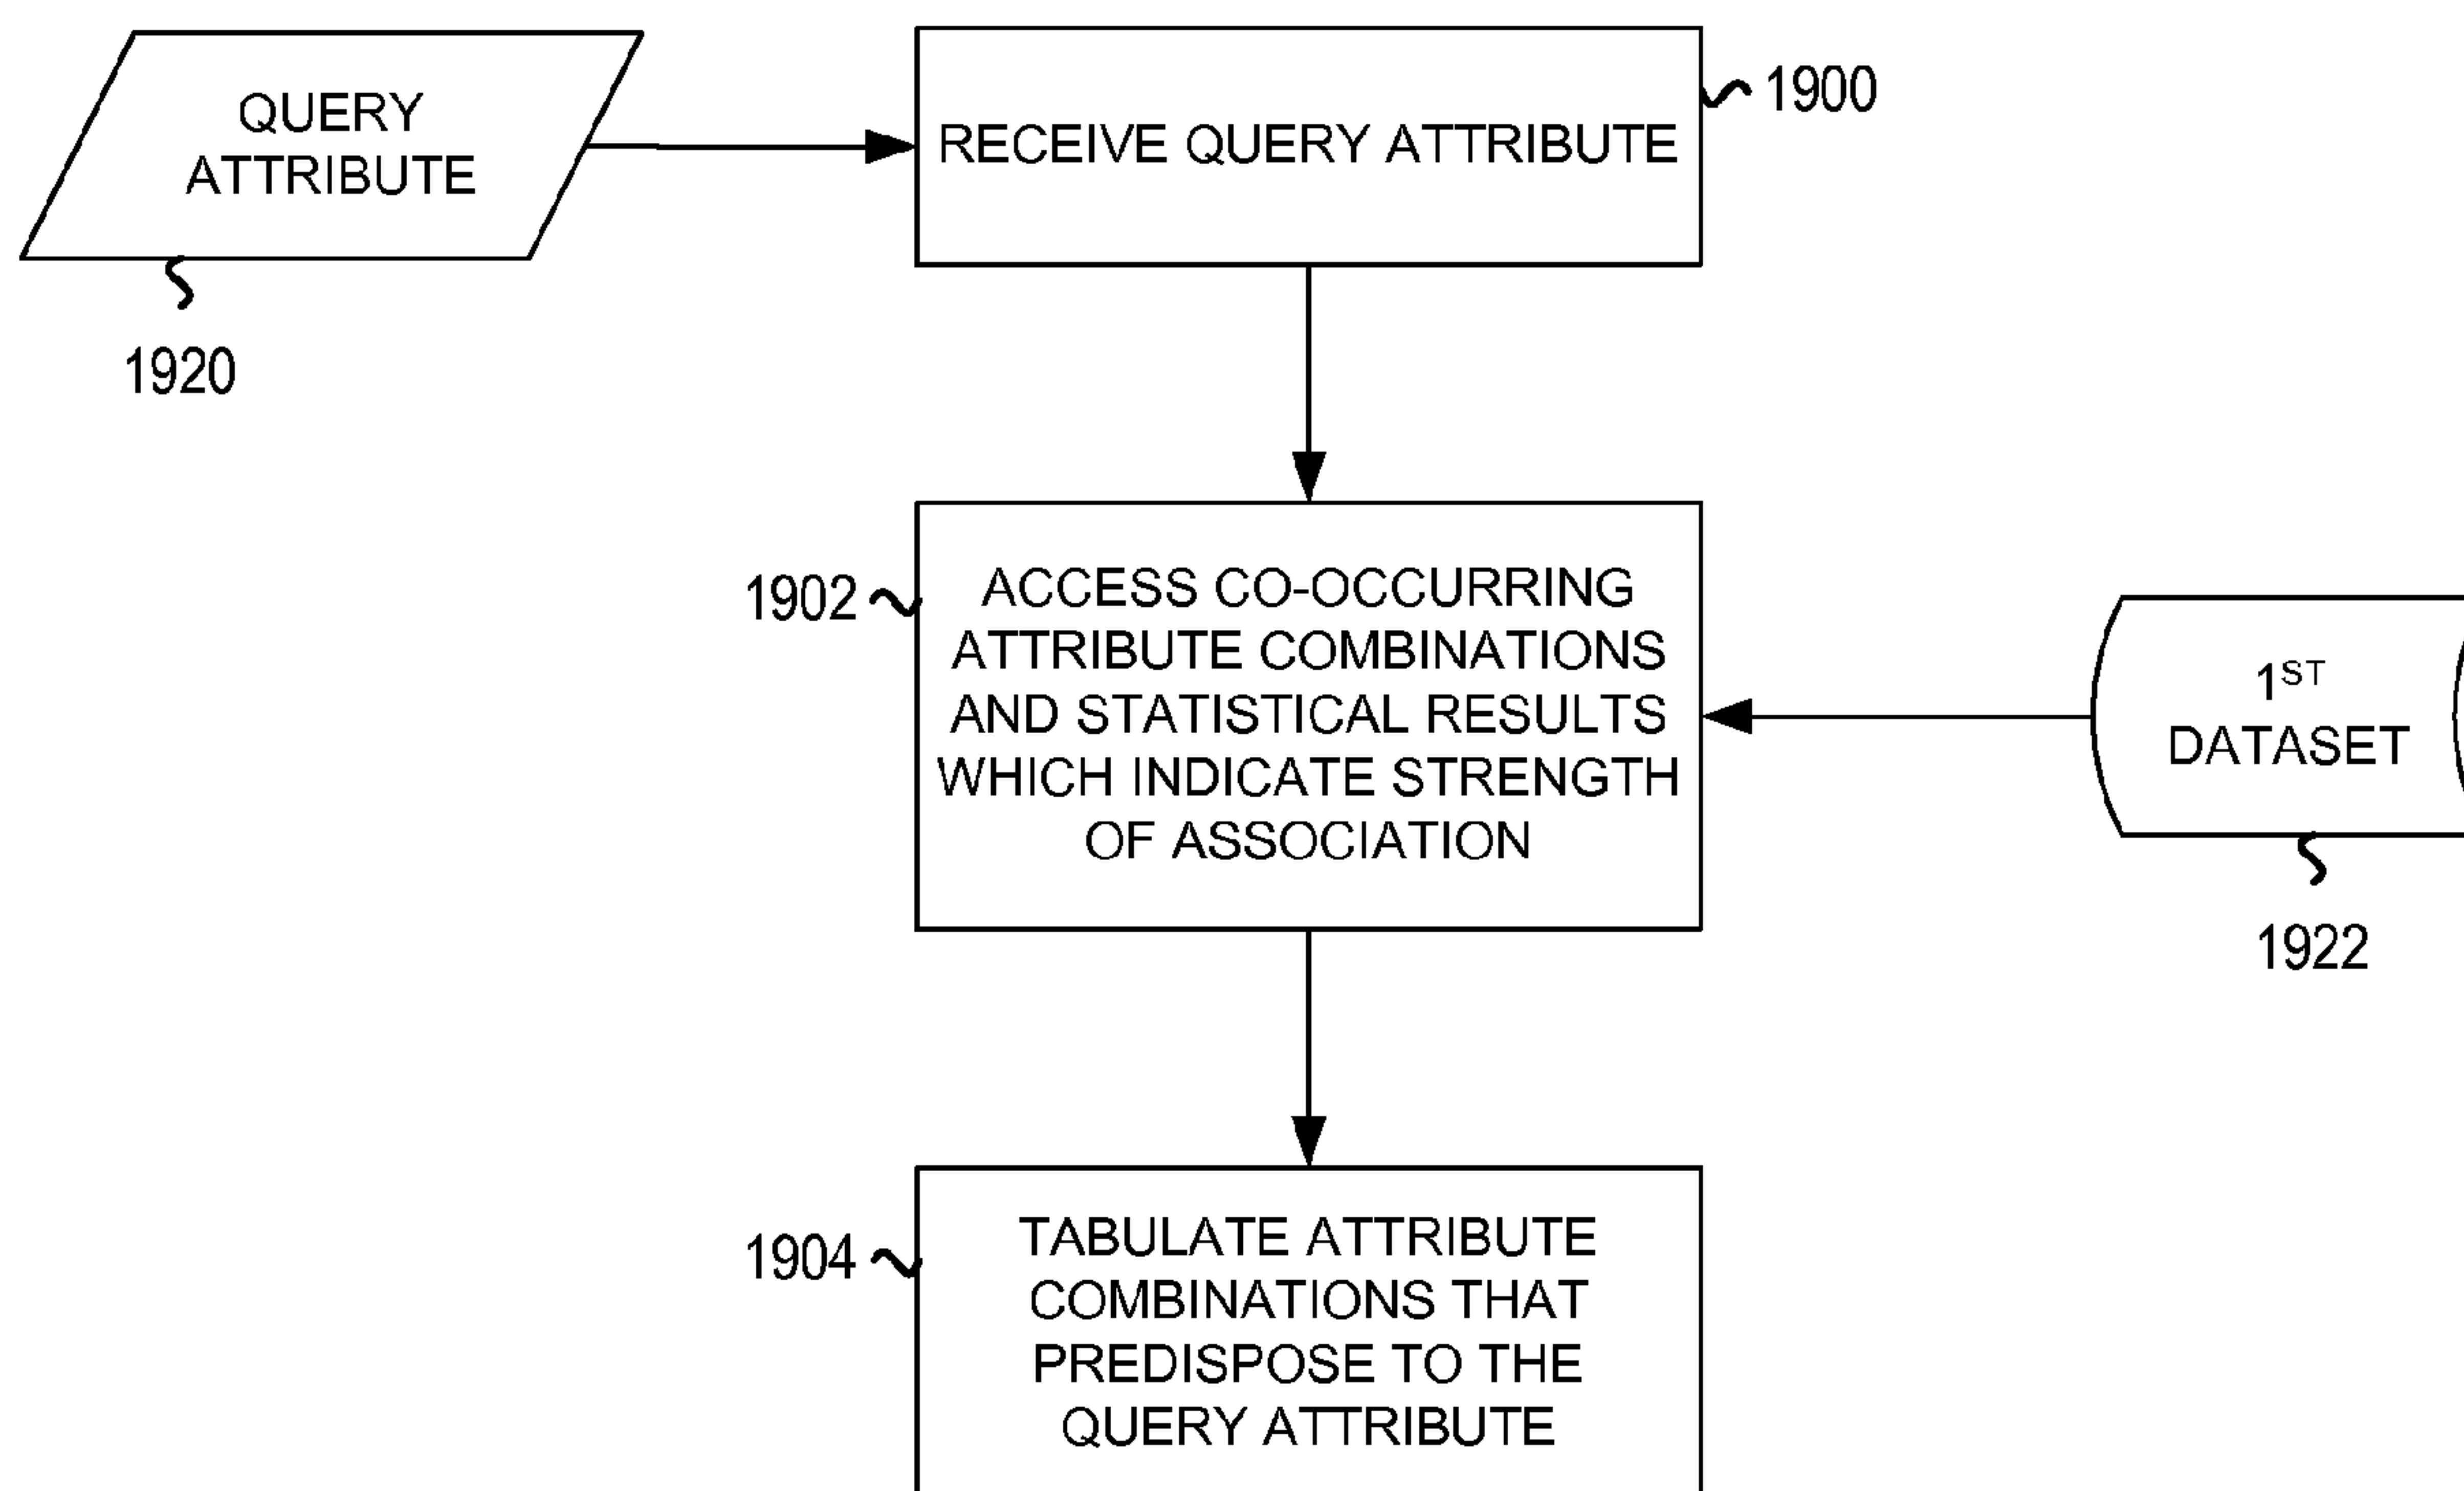 QUERY
ATTRIBUTE
1920
RECEIVE QUERY ATTRIBUTE
1900
1902
ACCESS CO-OCCURRING
ATTRIBUTE COMBINATIONS
AND STATISTICAL RESULTS
WHICH INDICATE STRENGTH
OF ASSOCIATION
1ST
DATASET
1922
1904
TABULATE ATTRIBUTE
COMBINATIONS THAT
PREDISPOSE TO THE
QUERY ATTRIBUTE